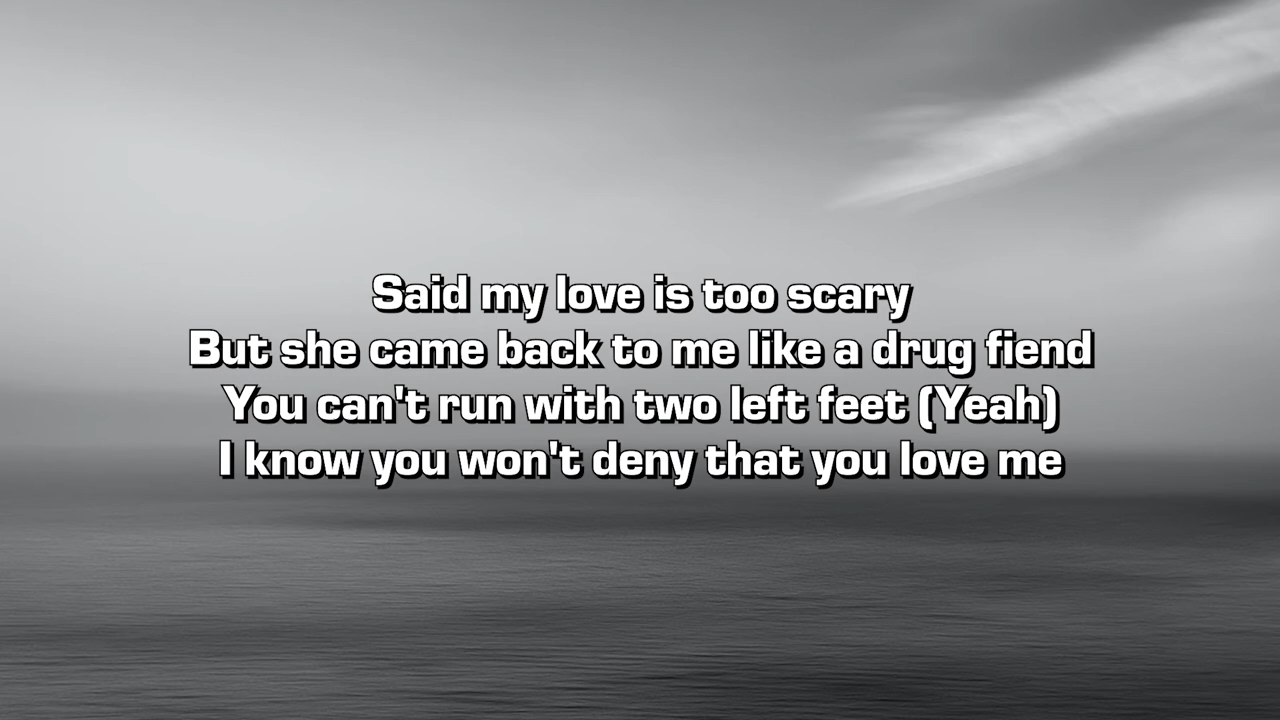 Said my love is too scary
But she came back to me like a drug fiend
You can't run with two left feet (Yeah)
I know you won't deny that you love me